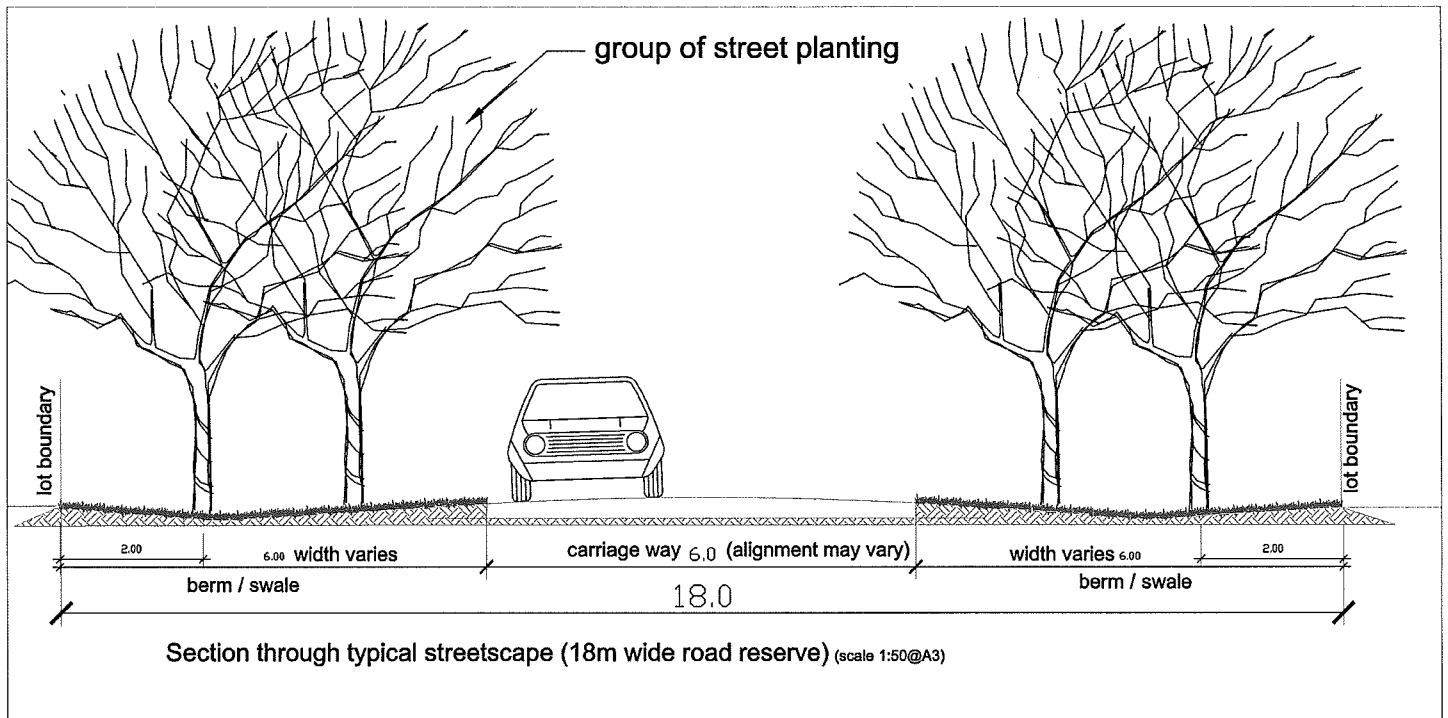 group of street planting
lot boundary
lot boundary
2.00
6.00 width varies
carriage way 6.0 (alignment may vary)
width varies 6.00
2.00
berm / swale
berm / swale
18.0
Section through typical streetscape (18m wide road reserve) (scale 1:50@A3)